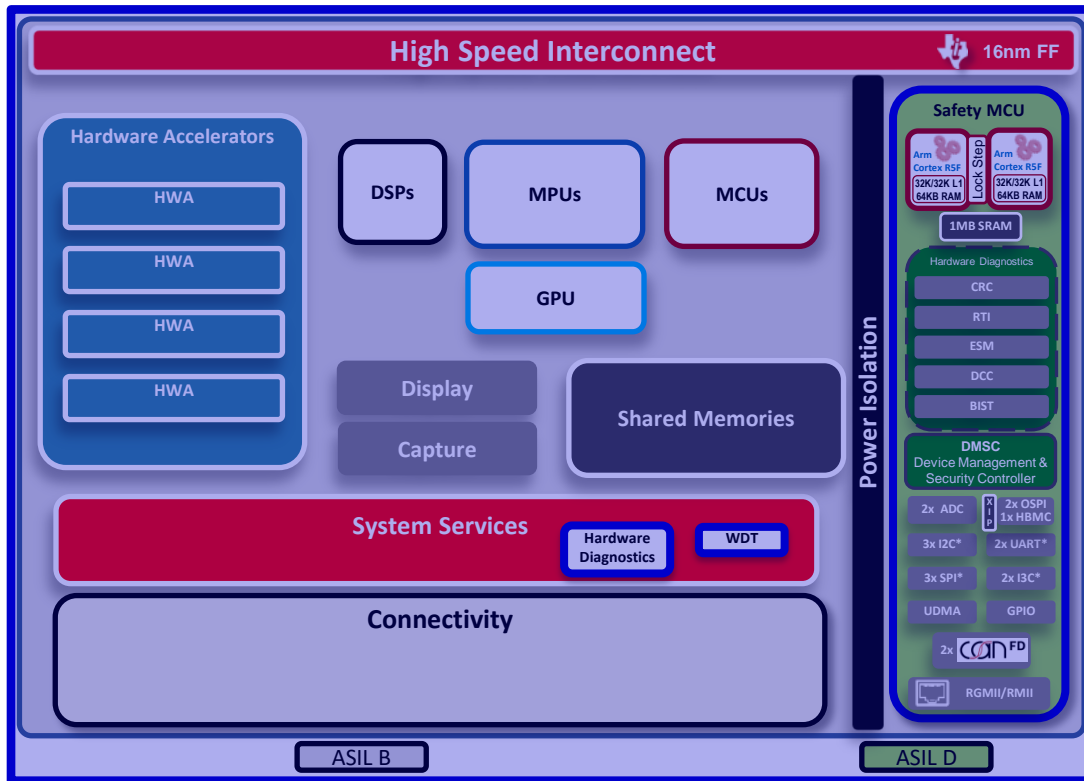 High Speed Interconnect
16nm FF
Hardware Accelerators
HWA
HWA
HWA
HWA
DSPs
MPUs
MCUs
GPU
Display
Capture
Shared Memories
System Services
Hardware
Diagnostics
WDT
Connectivity
Power Isolation
Safety MCU
Arm
Cortex R5F
32K/32K L1
64KB RAM
Lock Step
Arm
Cortex R5F
32K/32K L1
64KB RAM
1MB SRAM
Hardware Diagnostics
CRC
RTI
ESM
DCC
BIST
DMSC
Device Management &
Security Controller
2x ADC
XIP
2x OSPI
1x HBMC
3x I2C*
2x UART*
3x SPI*
2x I3C*
UDMA
GPIO
2x CAN FD
RGMII/RMII
ASIL B
ASIL D